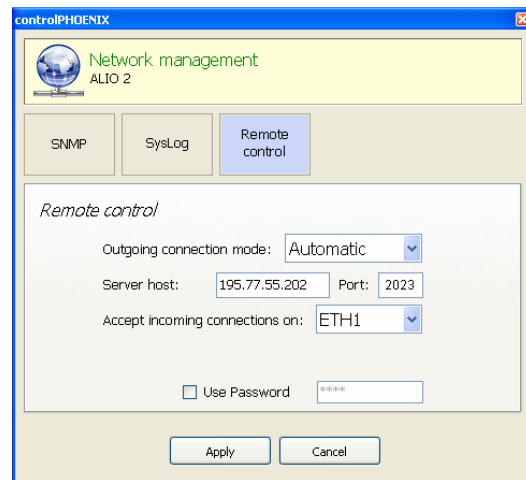 controlPHOENIX
Network management
ALIO 2
SNMP
SysLog
Remote
control
Remote control
Outgoing connection mode: Automatic
Server host: 195.77.55.202 Port: 2023
Accept incoming connections on: ETH1
Use Password ****
Apply Cancel